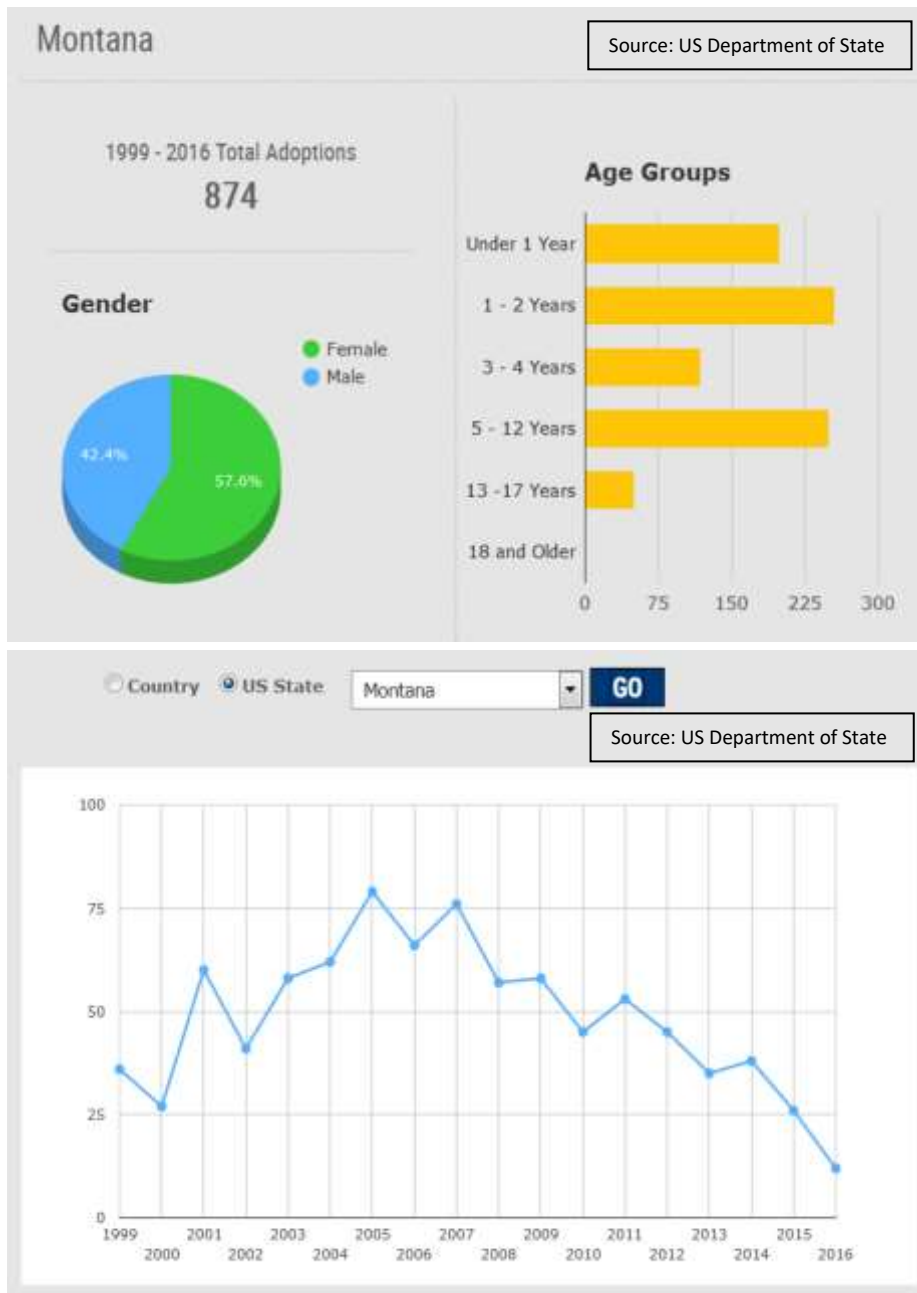 Montana
Source: US Department of State
1999 - 2016 Total Adoptions
874
Gender
Female
Male
42.4%
57.6%
Age Groups
Under 1 Year
1 - 2 Years
3 - 4 Years
5 - 12 Years
13 -17 Years
18 and Older
0 75 150 225 300
Country US State Montana GO
Source: US Department of State
100
75
50
25
0
1999 2001 2003 2005 2007 2009 2011 2013 2015
2000 2002 2004 2006 2008 2010 2012 2014 2016